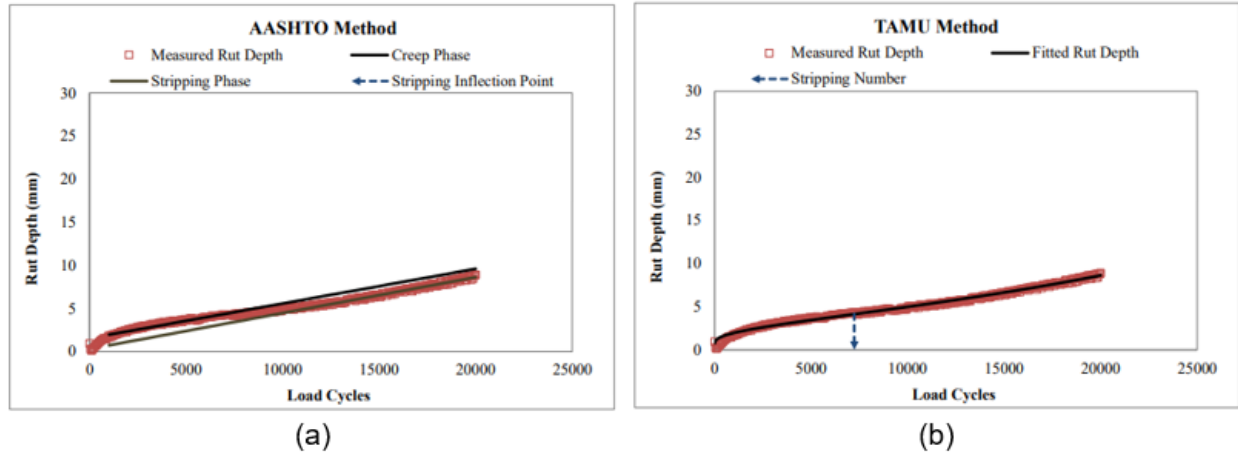 AASHTO Method
Measured Rut Depth Creep Phase
Stripping Phase Stripping Inflection Point
30
25
20
15
10
5
0
Rut Depth (mm)
0 5000 10000 15000 20000 25000
Load Cycles
(a)
TAMU Method
Measured Rut Depth Fitted Rut Depth
Stripping Number
30
25
20
15
10
5
0
Rut Depth (mm)
0 5000 10000 15000 20000 25000
Load Cycles
(b)